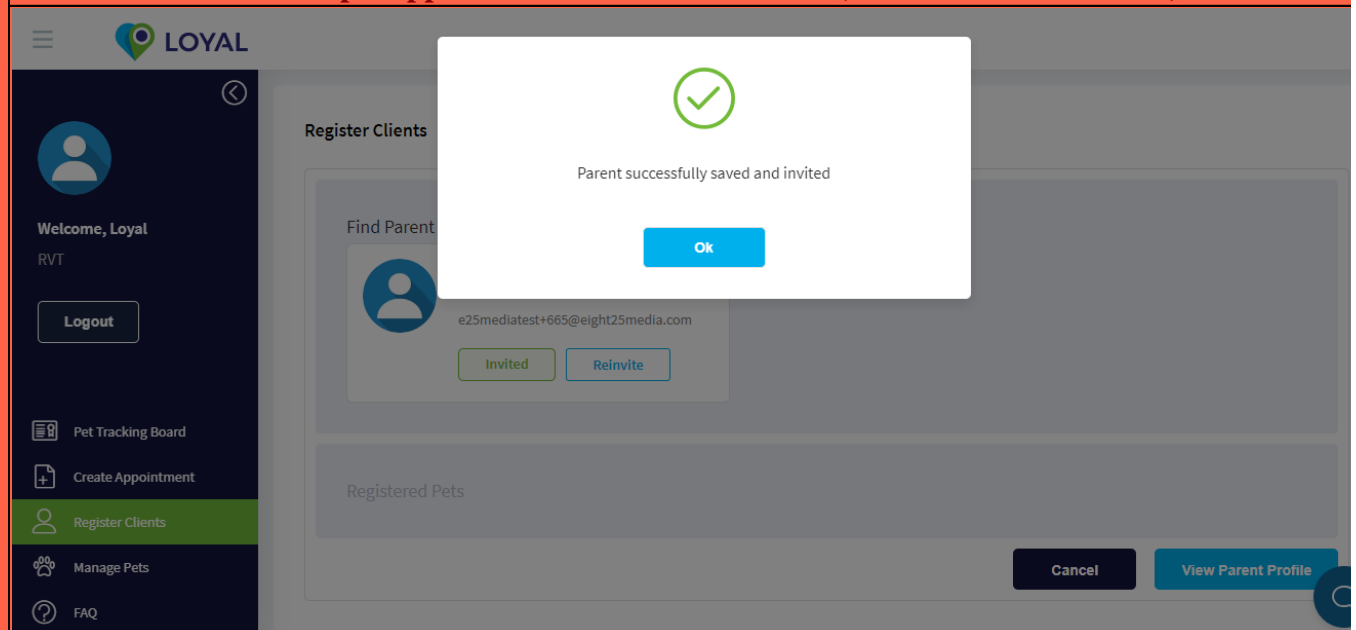 LOYAL
Register Clients
Parent successfully saved and invited
Ok
Welcome, Loyal
RVT
Logout
Find Parent
e25mediatest+665@eight25media.com
Invited
Reinvite
Pet Tracking Board
Create Appointment
Register Clients
Manage Pets
FAQ
Registered Pets
Cancel
View Parent Profile